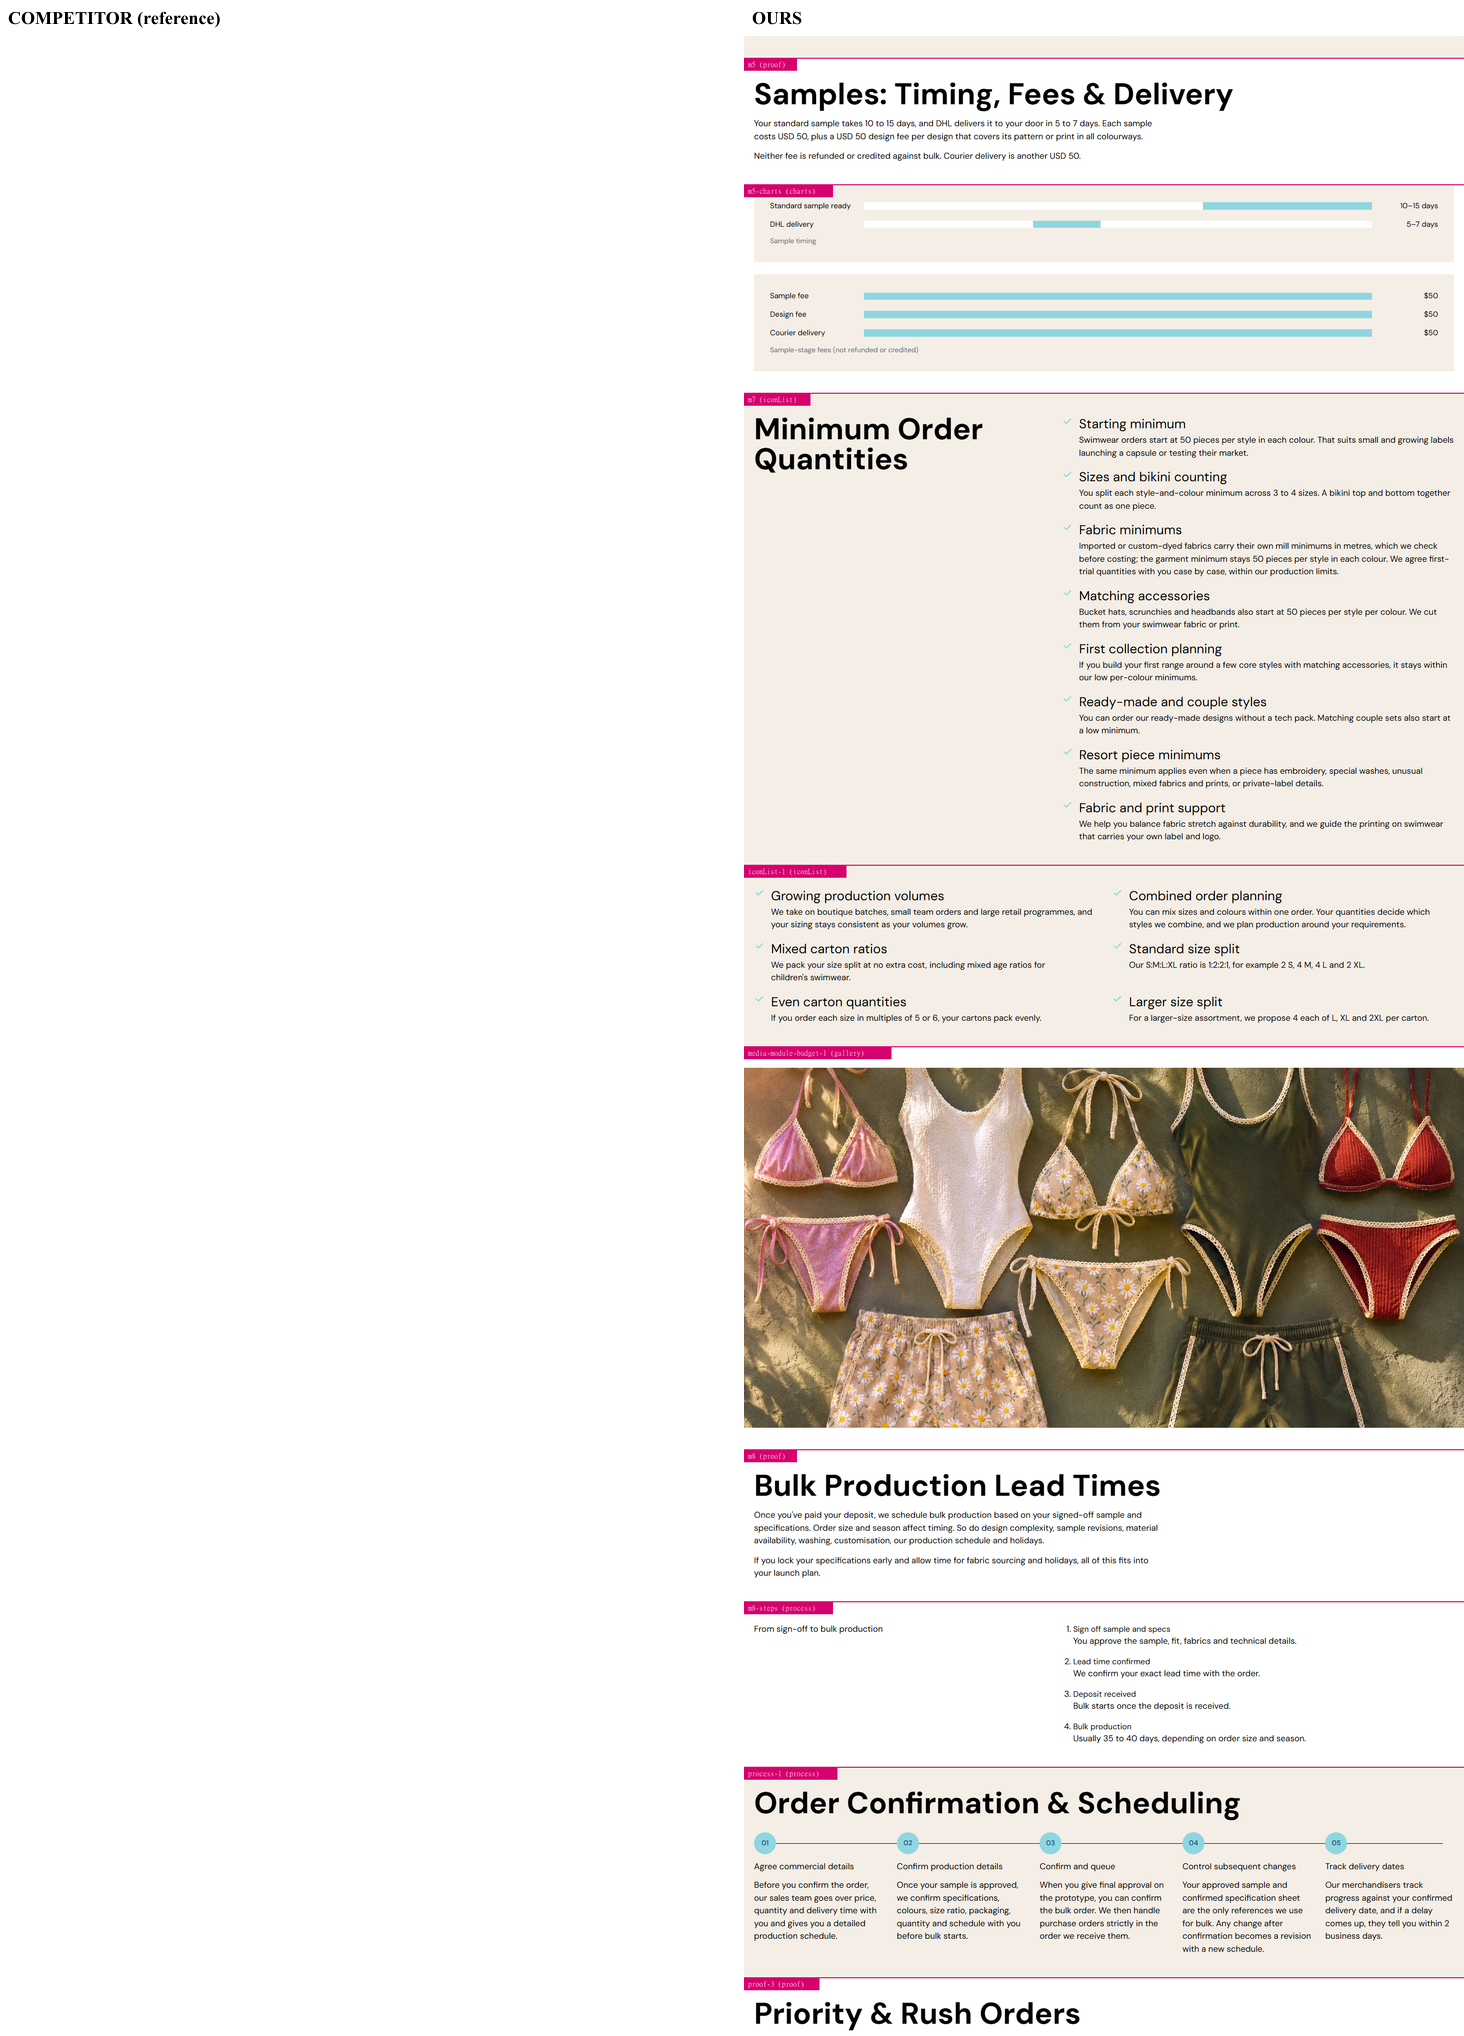 COMPETITOR (reference)
OURS
m5 (proof)
Samples: Timing, Fees & Delivery
Your standard sample takes 10 to 15 days, and DHL delivers it to your door in 5 to 7 days. Each sample
costs USD 50, plus a USD 50 design fee per design that covers its pattern or print in all colourways.
Neither fee is refunded or credited against bulk. Courier delivery is another USD 50.
m5-charts (charts)
Standard sample ready 10–15 days
DHL delivery 5–7 days
Sample timing
Sample fee $50
Design fee $50
Courier delivery $50
Sample-stage fees (not refunded or credited)
m7 (iconList)
Minimum Order
Quantities
Starting minimum
Swimwear orders start at 50 pieces per style in each colour. That suits small and growing labels
launching a capsule or testing their market.
Sizes and bikini counting
You split each style-and-colour minimum across 3 to 4 sizes. A bikini top and bottom together
count as one piece.
Fabric minimums
Imported or custom-dyed fabrics carry their own mill minimums in metres, which we check
before costing; the garment minimum stays 50 pieces per style in each colour. We agree first-
trial quantities with you case by case, within our production limits.
Matching accessories
Bucket hats, scrunchies and headbands also start at 50 pieces per style per colour. We cut
them from your swimwear fabric or print.
First collection planning
If you build your first range around a few core styles with matching accessories, it stays within
our low per-colour minimums.
Ready-made and couple styles
You can order our ready-made designs without a tech pack. Matching couple sets also start at
a low minimum.
Resort piece minimums
The same minimum applies even when a piece has embroidery, special washes, unusual
construction, mixed fabrics and prints, or private-label details.
Fabric and print support
We help you balance fabric stretch against durability, and we guide the printing on swimwear
that carries your own label and logo.
iconList-1 (iconList)
Growing production volumes
We take on boutique batches, small team orders and large retail programmes, and
your sizing stays consistent as your volumes grow.
Combined order planning
You can mix sizes and colours within one order. Your quantities decide which
styles we combine, and we plan production around your requirements.
Mixed carton ratios
We pack your size split at no extra cost, including mixed age ratios for
children's swimwear.
Standard size split
Our S:M:L:XL ratio is 1:2:2:1, for example 2 S, 4 M, 4 L and 2 XL.
Even carton quantities
If you order each size in multiples of 5 or 6, your cartons pack evenly.
Larger size split
For a larger-size assortment, we propose 4 each of L, XL and 2XL per carton.
media-module-budget-1 (gallery)
m8 (proof)
Bulk Production Lead Times
Once you've paid your deposit, we schedule bulk production based on your signed-off sample and
specifications. Order size and season affect timing. So do design complexity, sample revisions, material
availability, washing, customisation, our production schedule and holidays.
If you lock your specifications early and allow time for fabric sourcing and holidays, all of this fits into
your launch plan.
m8-steps (process)
From sign-off to bulk production
1. Sign off sample and specs
You approve the sample, fit, fabrics and technical details.
2. Lead time confirmed
We confirm your exact lead time with the order.
3. Deposit received
Bulk starts once the deposit is received.
4. Bulk production
Usually 35 to 40 days, depending on order size and season.
process-1 (process)
Order Confirmation & Scheduling
01
Agree commercial details
Before you confirm the order,
our sales team goes over price,
quantity and delivery time with
you and gives you a detailed
production schedule.
02
Confirm production details
Once your sample is approved,
we confirm specifications,
colours, size ratio, packaging,
quantity and schedule with you
before bulk starts.
03
Confirm and queue
When you give final approval on
the prototype, you can confirm
the bulk order. We then handle
purchase orders strictly in the
order we receive them.
04
Control subsequent changes
Your approved sample and
confirmed specification sheet
are the only references we use
for bulk. Any change after
confirmation becomes a revision
with a new schedule.
05
Track delivery dates
Our merchandisers track
progress against your confirmed
delivery date, and if a delay
comes up, they tell you within 2
business days.
proof-3 (proof)
Priority & Rush Orders